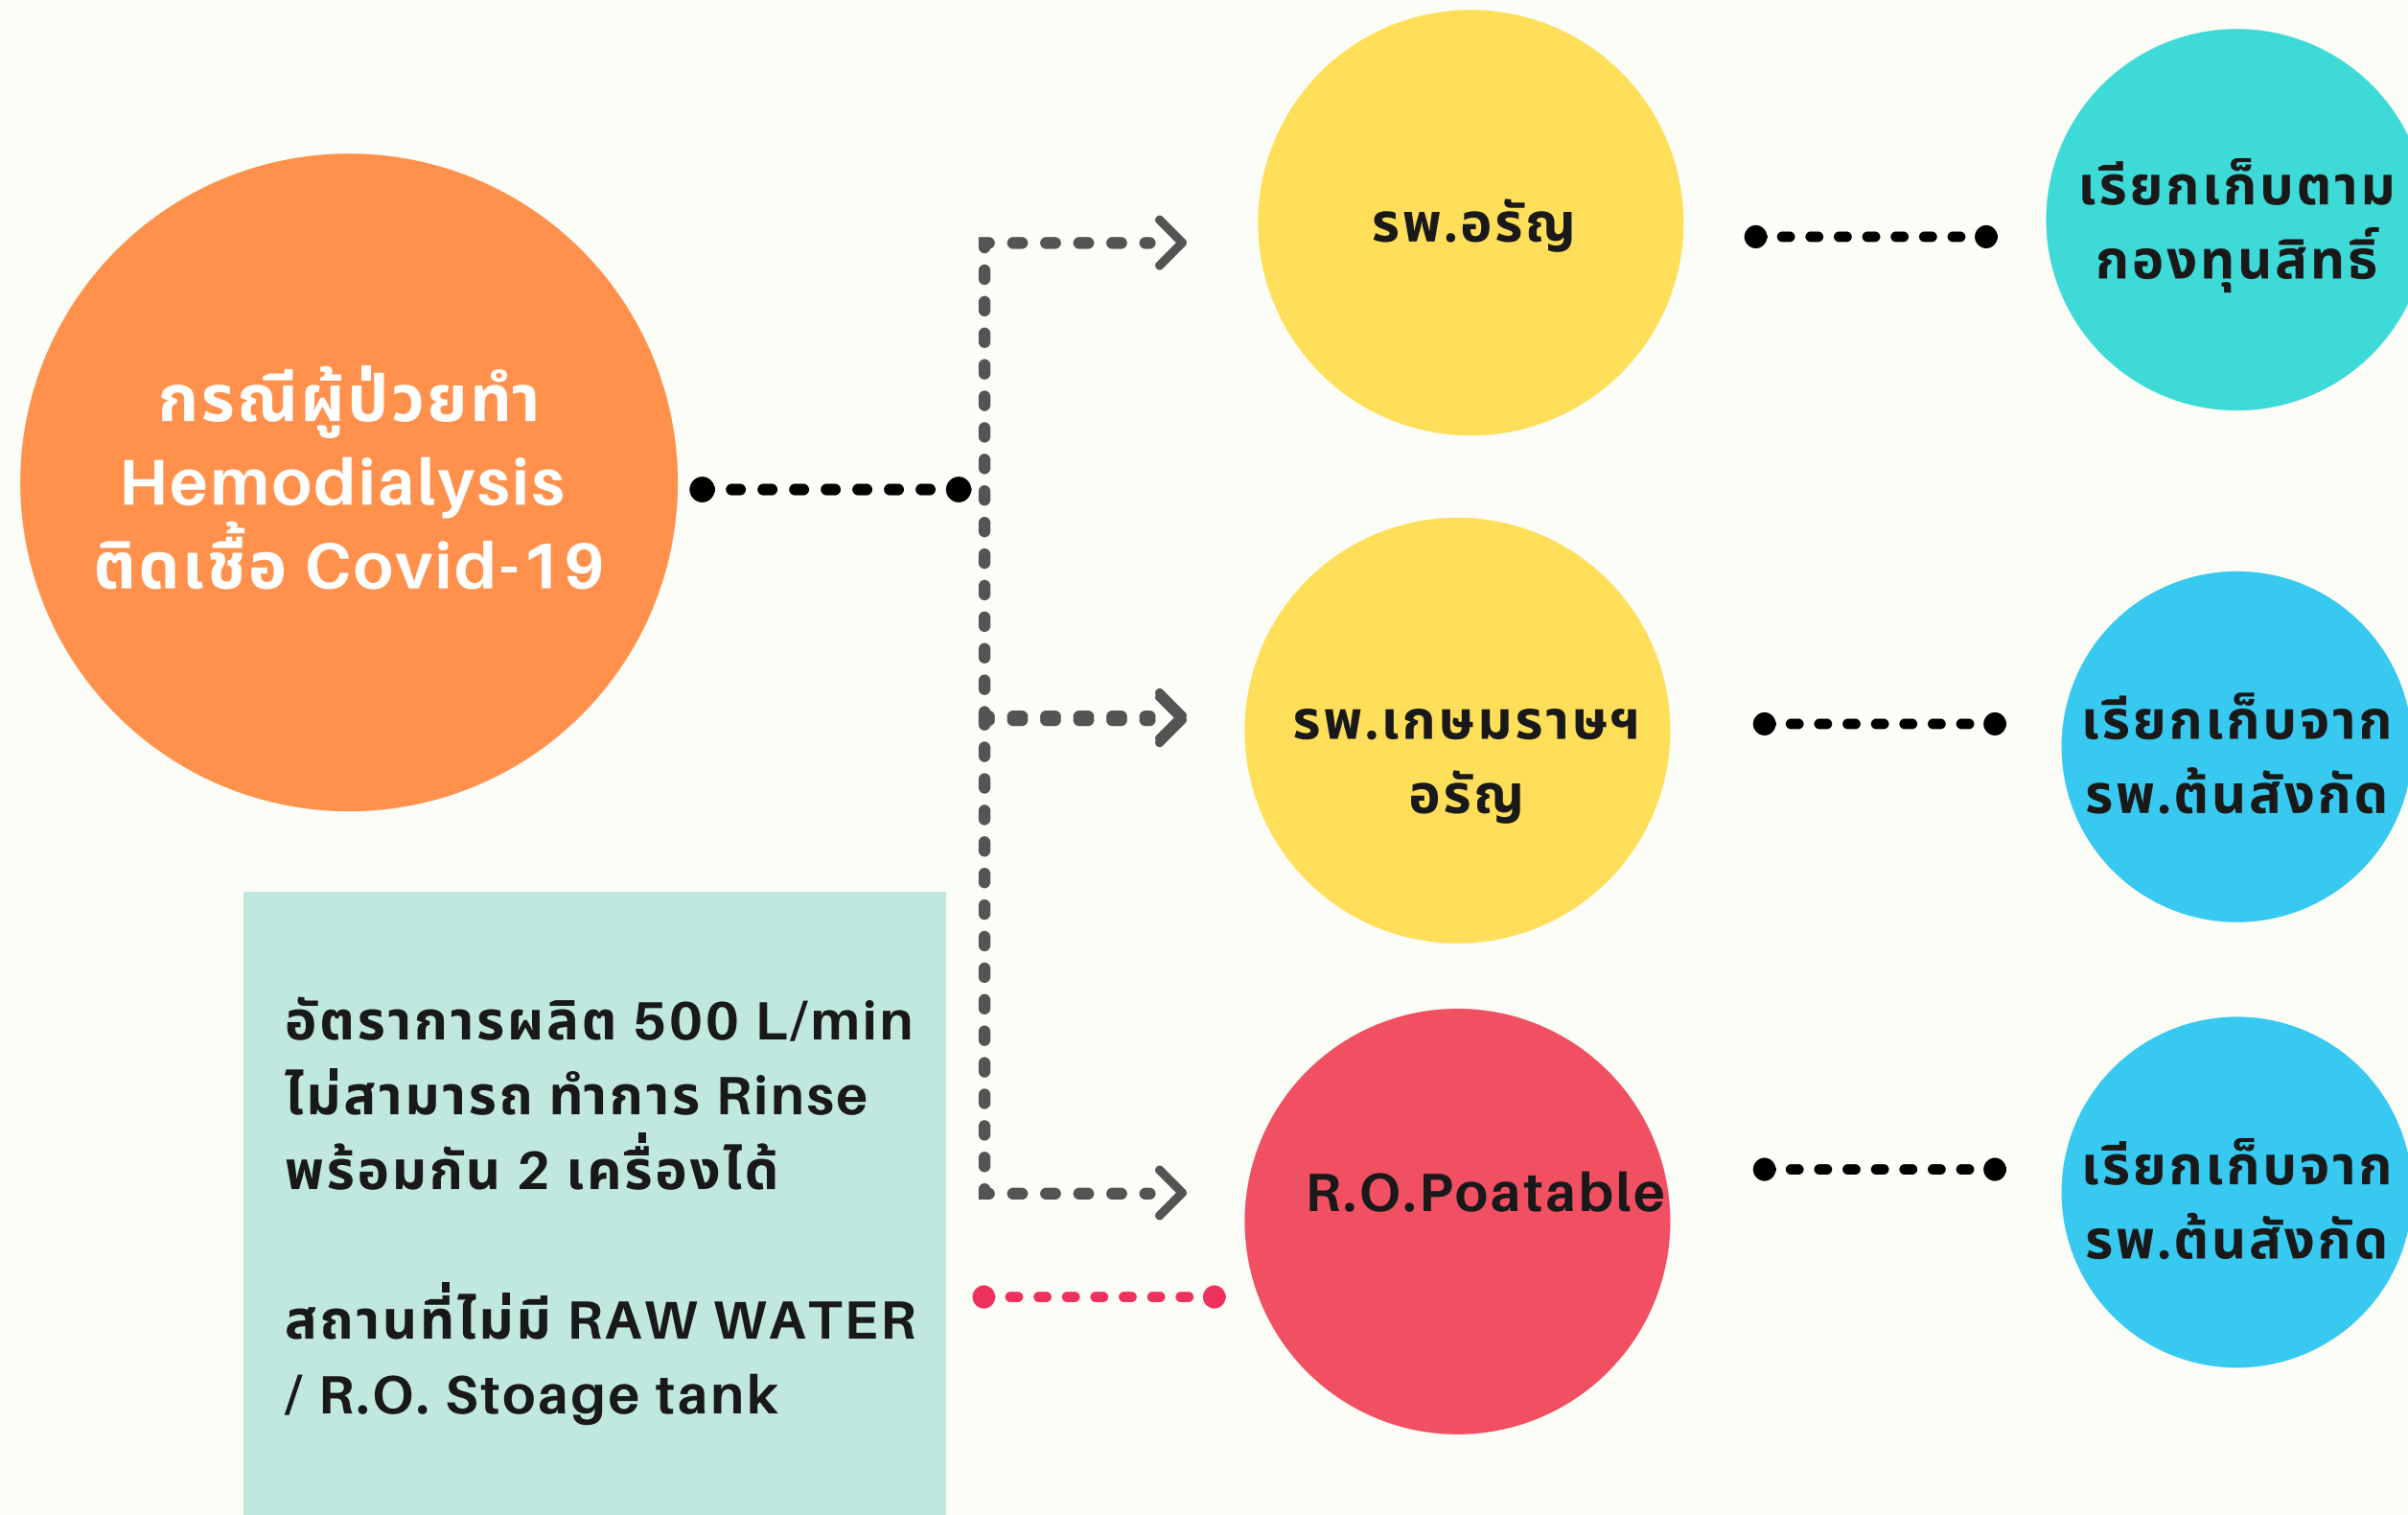 กรณีผู้ป่วยทำ
Hemodialysis
ติดเชื้อ Covid-19
รพ.อรัญ
เรียกเก็บตาม
กองทุนสิทธิ์
รพ.เกษมราษฯ
อรัญ
เรียกเก็บจาก
รพ.ต้นสังกัด
R.O.Poatable
เรียกเก็บจาก
รพ.ต้นสังกัด
อัตราการผลิต 500 L/min
ไม่สามารถ ทำการ Rinse
พร้อมกัน 2 เครื่องได้
สถานที่ไม่มี RAW WATER
/ R.O. Stoage tank